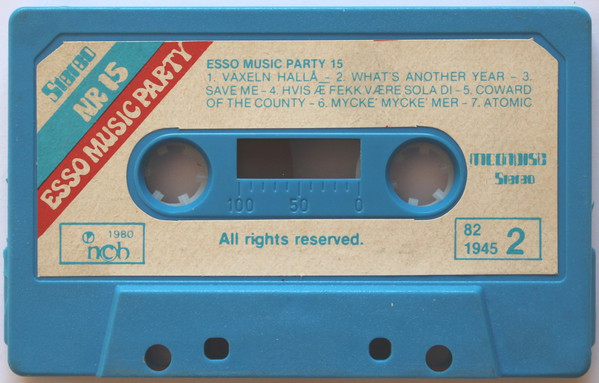 Stereo
NR 15
ESSO MUSIC PARTY
ESSO MUSIC PARTY 15
1. VÄXELN HALLÅ – 2. WHAT'S ANOTHER YEAR – 3.
SAVE ME – 4. HVIS Æ FEKK VÆRE SOLA DI – 5. COWARD
OF THE COUNTY – 6. MYCKE' MYCKE' MER – 7. ATOMIC
Stereo
100 50 0
All rights reserved.
℗ 1980
ncb
82
1945 2